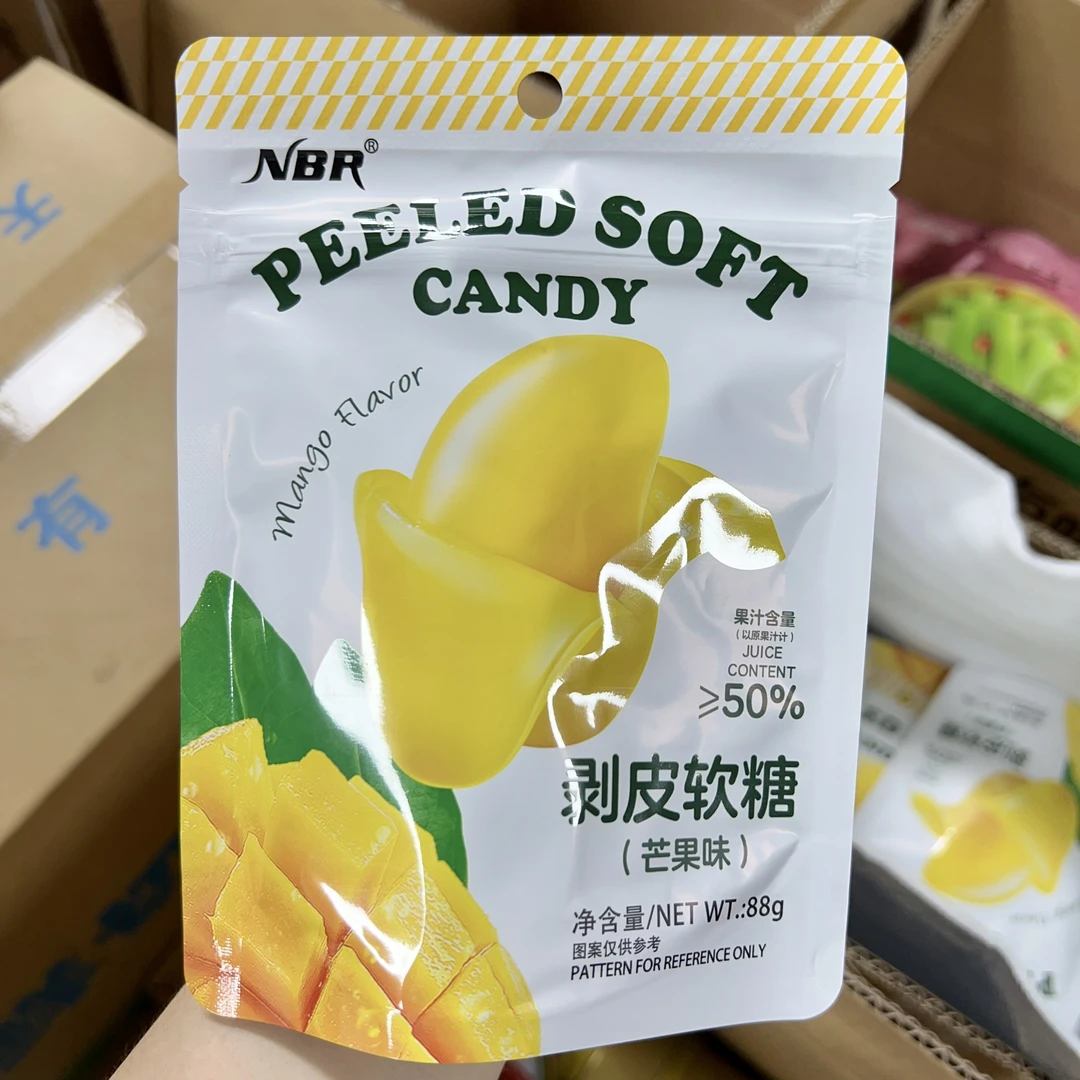 NBR®
PEELED SOFT
CANDY
Mango Flavor
果汁含量
(以原果汁计)
JUICE
CONTENT
≥50%
剥皮软糖
(芒果味)
净含量/NET WT.:88g
图案仅供参考
PATTERN FOR REFERENCE ONLY
天
有